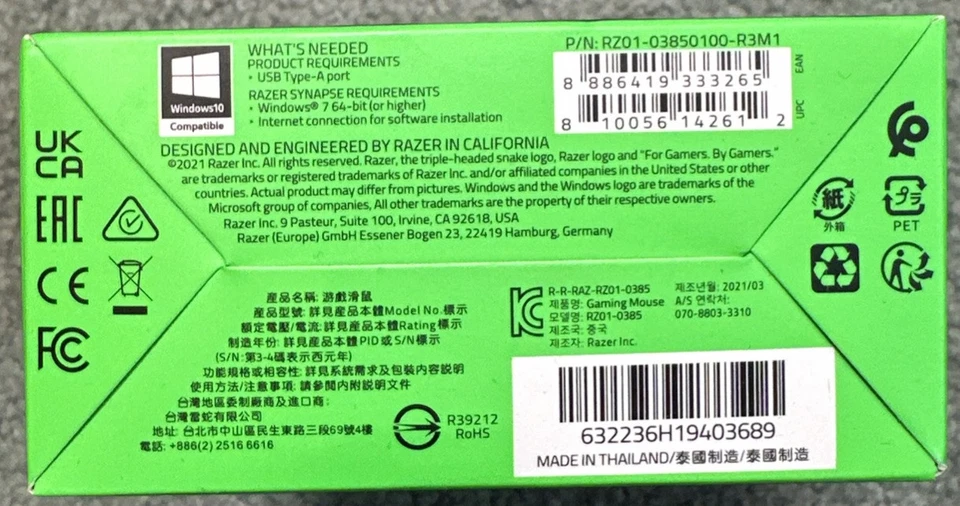 Windows10
Compatible
WHAT'S NEEDED
PRODUCT REQUIREMENTS
• USB Type-A port
RAZER SYNAPSE REQUIREMENTS
• Windows® 7 64-bit (or higher)
• Internet connection for software installation
P/N: RZ01-03850100-R3M1
8 886419 333265
EAN
8 10056 14261 2
UPC
DESIGNED AND ENGINEERED BY RAZER IN CALIFORNIA
©2021 Razer Inc. All rights reserved. Razer, the triple-headed snake logo, Razer logo and "For Gamers. By Gamers."
are trademarks or registered trademarks of Razer Inc. and/or affiliated companies in the United States or other
countries. Actual product may differ from pictures. Windows and the Windows logo are trademarks of the
Microsoft group of companies, All other trademarks are the property of their respective owners.
Razer Inc. 9 Pasteur, Suite 100, Irvine, CA 92618, USA
Razer (Europe) GmbH Essener Bogen 23, 22419 Hamburg, Germany
UK
CA
EAC
CE
FC
紙
外箱
プラ
PET
產品名稱: 游戲滑鼠
產品型號: 詳見產品本體Model No.標示
額定電壓/電流: 詳見產品本體Rating標示
制造年份: 詳見產品本體PID或S/N標示
(S/N:第3-4碼表示西元年)
功能規格或相容性: 詳見系統需求及包裝內容說明
使用方法/注意事項: 請參閱內附說明文件
台灣地區委制廠商及進口商:
台灣雷蛇有限公司
地址: 台北市中山區民生東路三段69號4樓
電話: +886(2) 2516 6616
R39212
RoHS
R-R-RAZ-RZ01-0385
제품명: Gaming Mouse
모델명: RZ01-0385
제조국: 중국
제조자: Razer Inc.
제조년월: 2021/03
A/S 연락처:
070-8803-3310
632236H19403689
MADE IN THAILAND/泰國制造/泰國制造